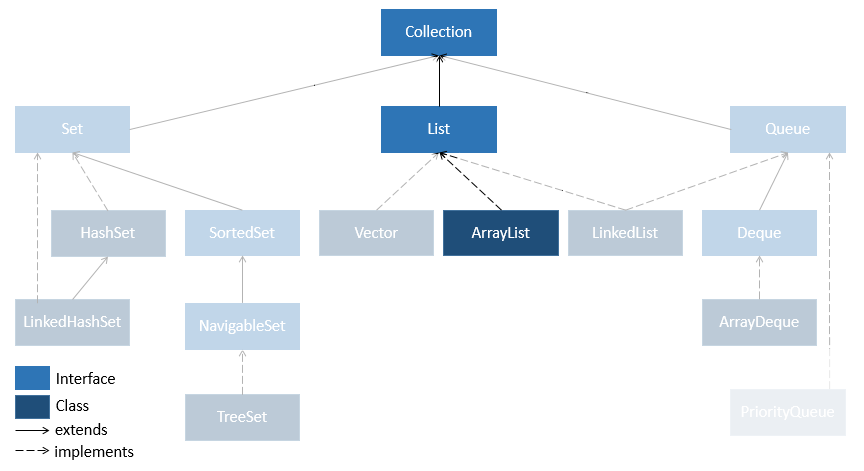 Collection
Set
List
Queue
HashSet
SortedSet
Vector
ArrayList
LinkedList
Deque
LinkedHashSet
NavigableSet
ArrayDeque
Interface
Class
TreeSet
PriorityQueue
extends
implements